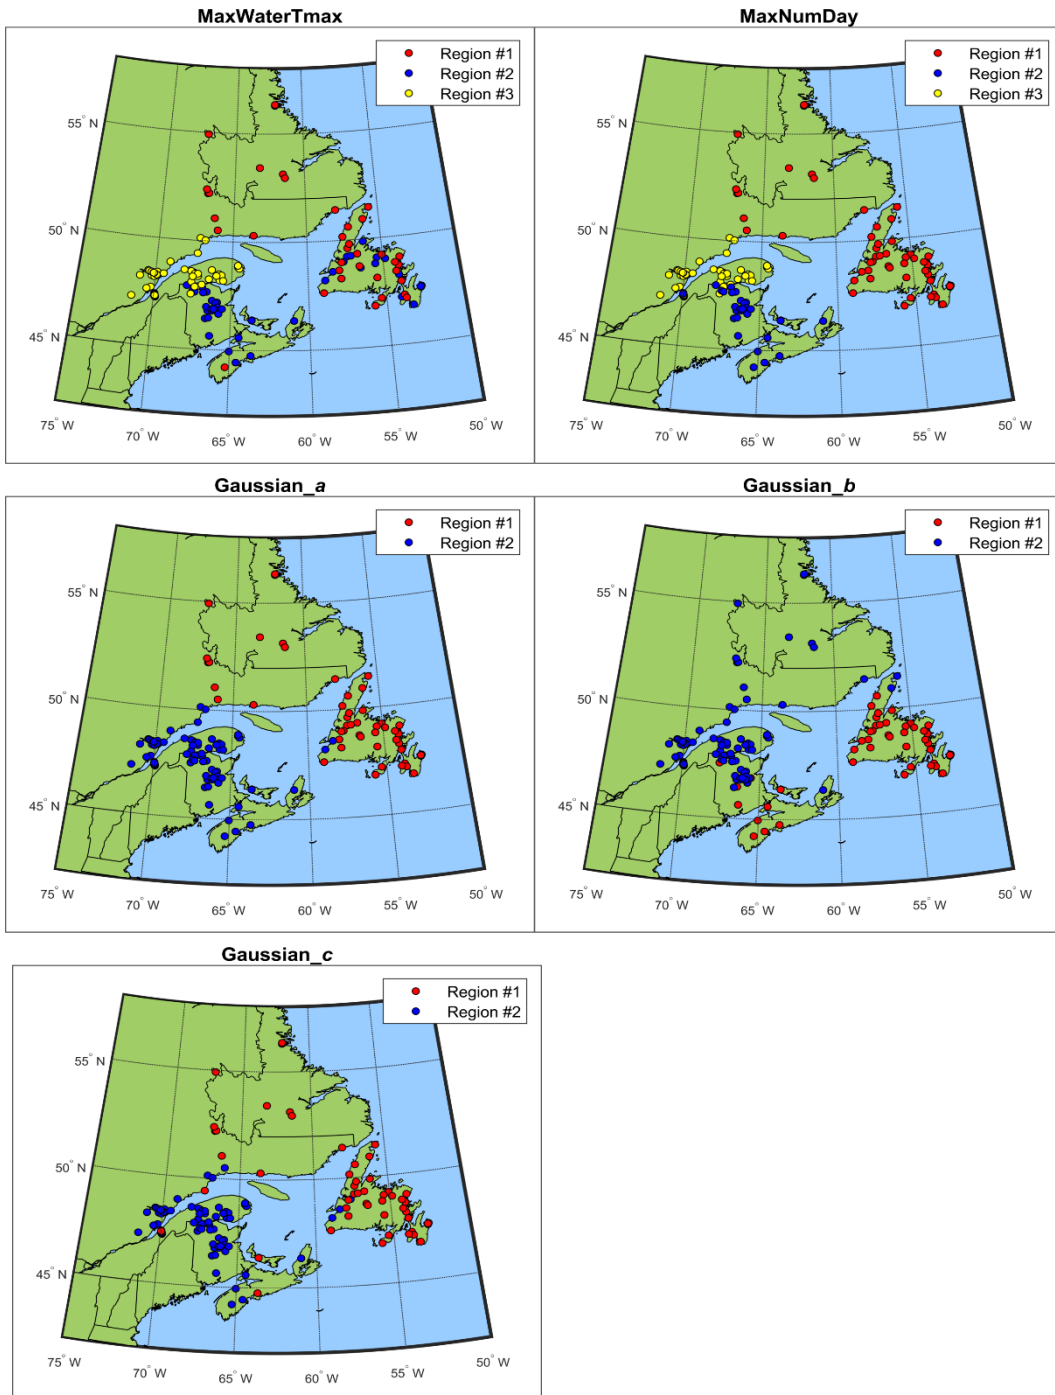 MaxWaterTmax
Region #1
Region #2
Region #3
55° N
50° N
45° N
75° W
70° W
65° W
60° W
55° W
50° W
MaxNumDay
Region #1
Region #2
Region #3
55° N
50° N
45° N
75° W
70° W
65° W
60° W
55° W
50° W
Gaussian_a
Region #1
Region #2
55° N
50° N
45° N
75° W
70° W
65° W
60° W
55° W
50° W
Gaussian_b
Region #1
Region #2
55° N
50° N
45° N
75° W
70° W
65° W
60° W
55° W
50° W
Gaussian_c
Region #1
Region #2
55° N
50° N
45° N
75° W
70° W
65° W
60° W
55° W
50° W